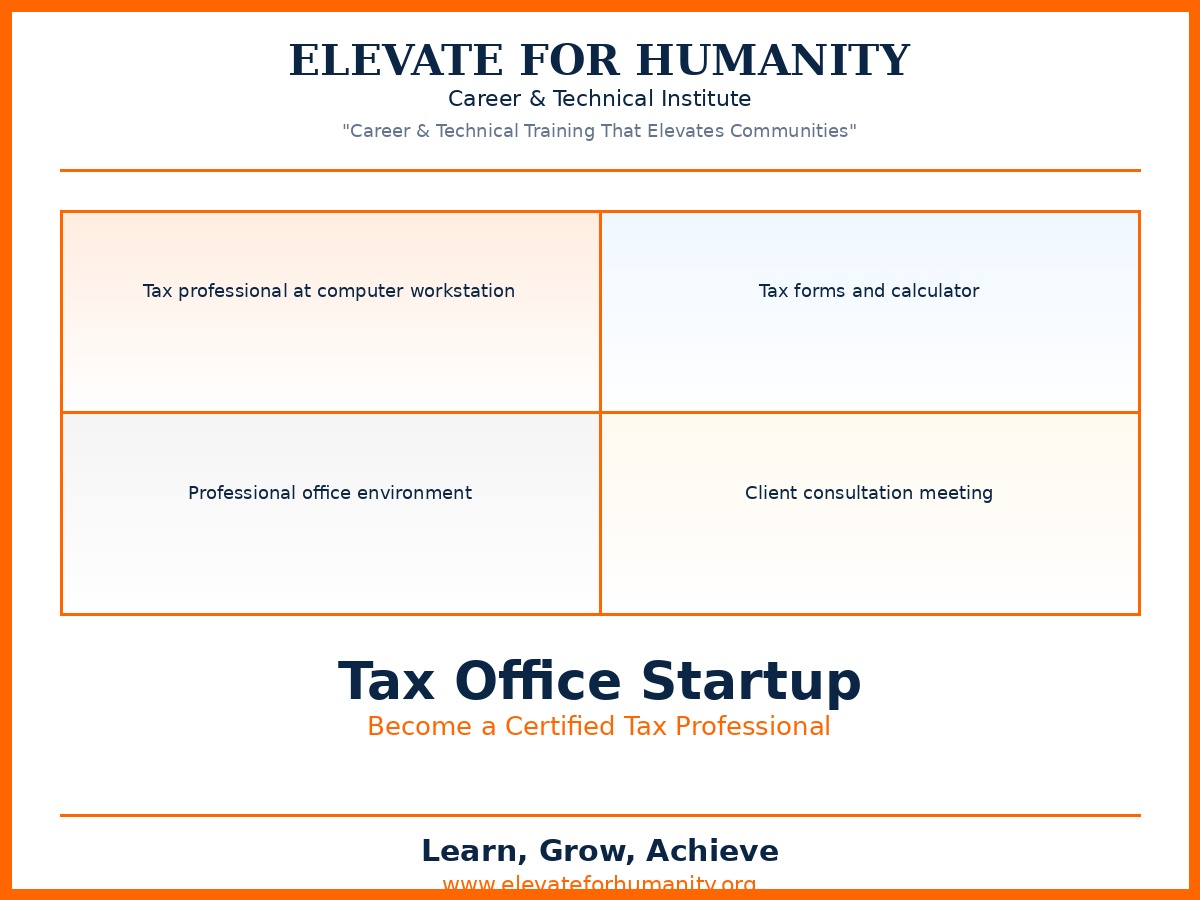 ELEVATE FOR HUMANITY
Career & Technical Institute
"Career & Technical Training That Elevates Communities"
Tax professional at computer workstation
Tax forms and calculator
Professional office environment
Client consultation meeting
Tax Office Startup
Become a Certified Tax Professional
Learn, Grow, Achieve
www.elevateforhumanity.org